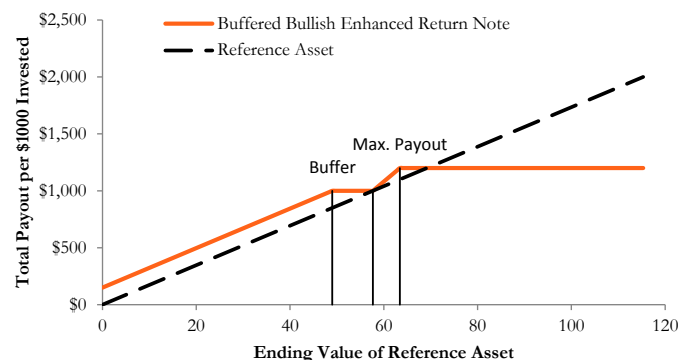 $2,500
Buffered Bullish Enhanced Return Note
Reference Asset
$2,000
$1,500
Max. Payout
Buffer
$1,000
$500
$0
0 20 40 60 80 100 120
Total Payout per $1000 Invested
Ending Value of Reference Asset